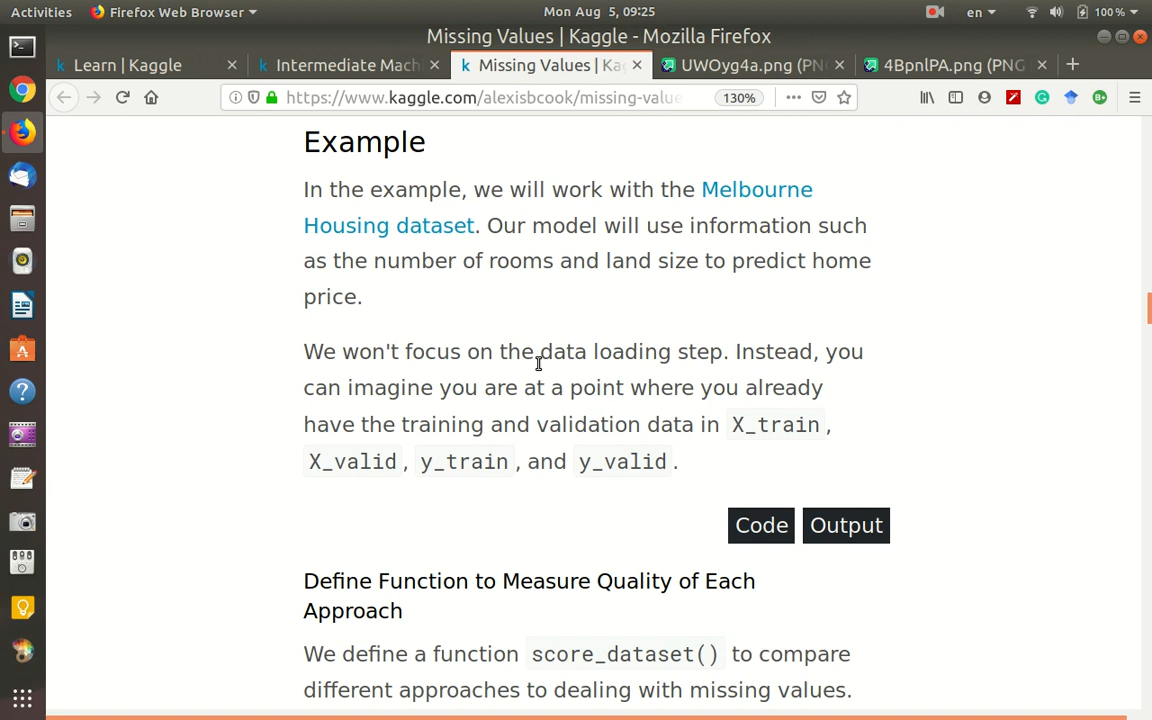 Activities Firefox Web Browser Mon Aug 5, 09:25 en 100%
Missing Values | Kaggle - Mozilla Firefox
Learn | Kaggle Intermediate Mach Missing Values | Ka UWOyg4a.png (PN 4BpnlPA.png (PNG
https://www.kaggle.com/alexisbcook/missing-value 130%
Example
In the example, we will work with the Melbourne
Housing dataset. Our model will use information such
as the number of rooms and land size to predict home
price.
We won't focus on the data loading step. Instead, you
can imagine you are at a point where you already
have the training and validation data in X_train,
X_valid, y_train, and y_valid.
Code Output
Define Function to Measure Quality of Each
Approach
We define a function score_dataset() to compare
different approaches to dealing with missing values.